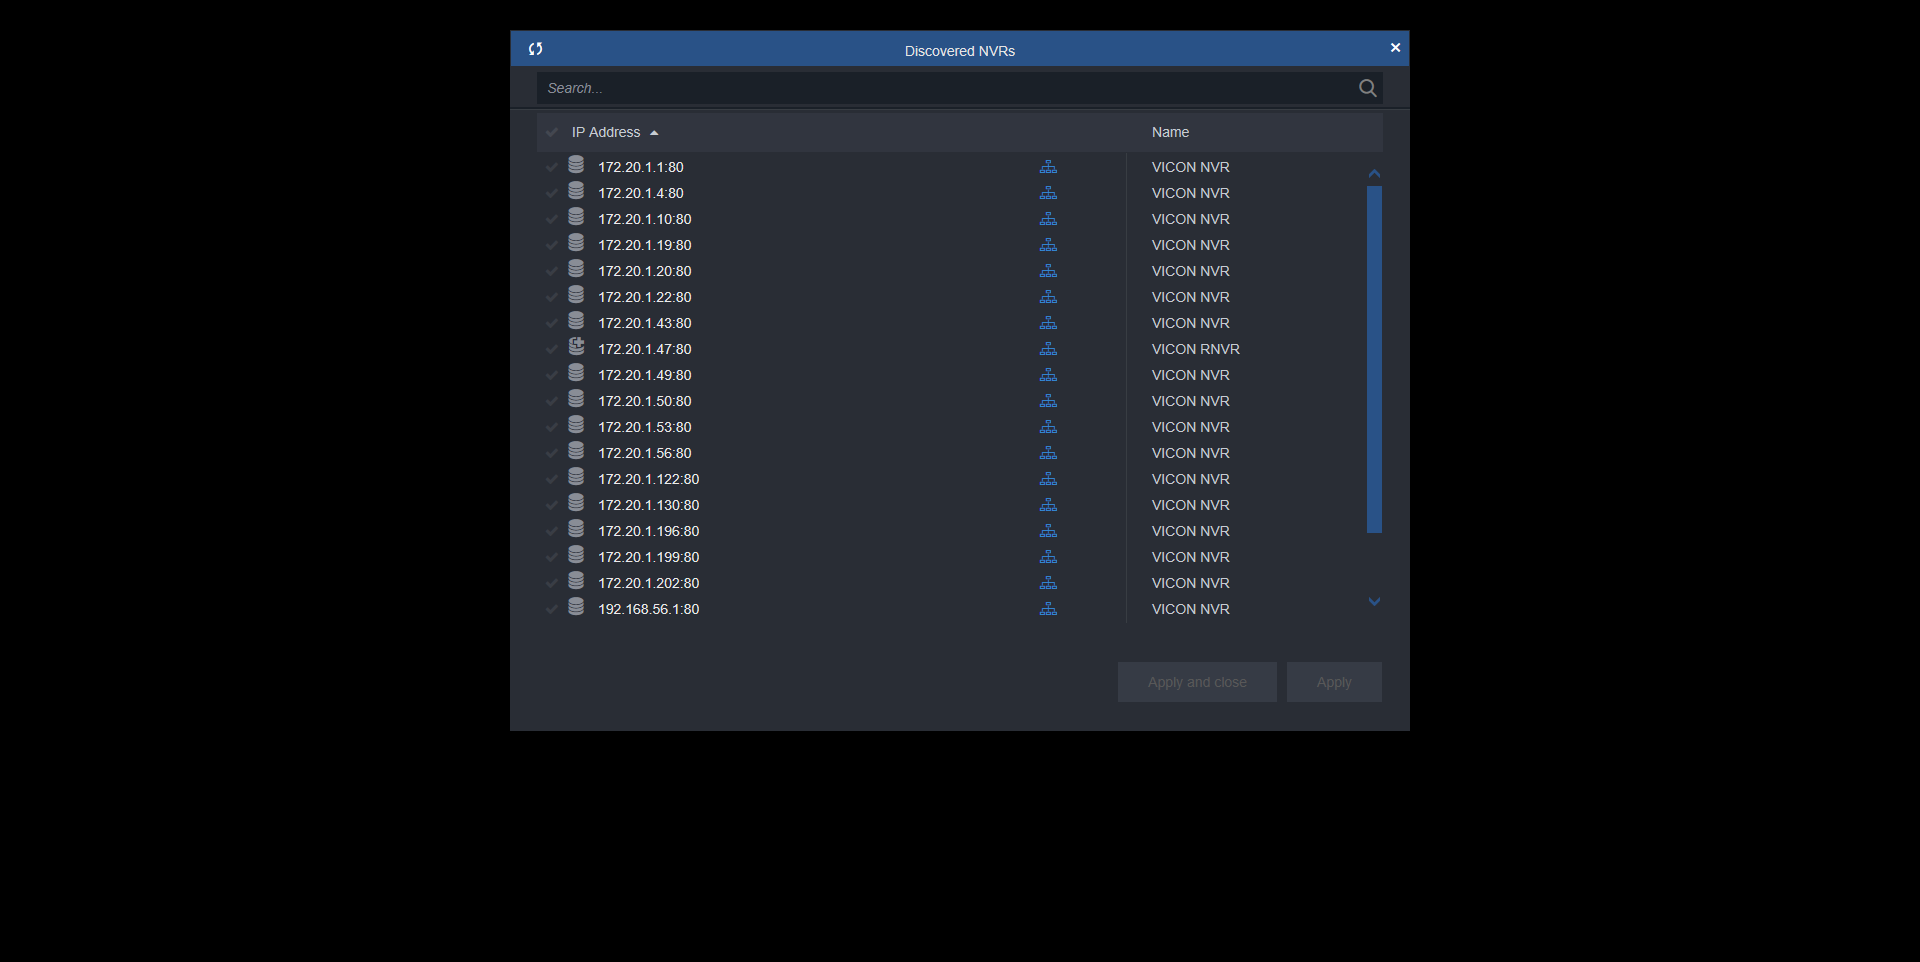 Discovered NVRs
Search...
IP Address Name
172.20.1.1:80 VICON NVR
172.20.1.4:80 VICON NVR
172.20.1.10:80 VICON NVR
172.20.1.19:80 VICON NVR
172.20.1.20:80 VICON NVR
172.20.1.22:80 VICON NVR
172.20.1.43:80 VICON NVR
172.20.1.47:80 VICON RNVR
172.20.1.49:80 VICON NVR
172.20.1.50:80 VICON NVR
172.20.1.53:80 VICON NVR
172.20.1.56:80 VICON NVR
172.20.1.122:80 VICON NVR
172.20.1.130:80 VICON NVR
172.20.1.196:80 VICON NVR
172.20.1.199:80 VICON NVR
172.20.1.202:80 VICON NVR
192.168.56.1:80 VICON NVR
Apply and close Apply